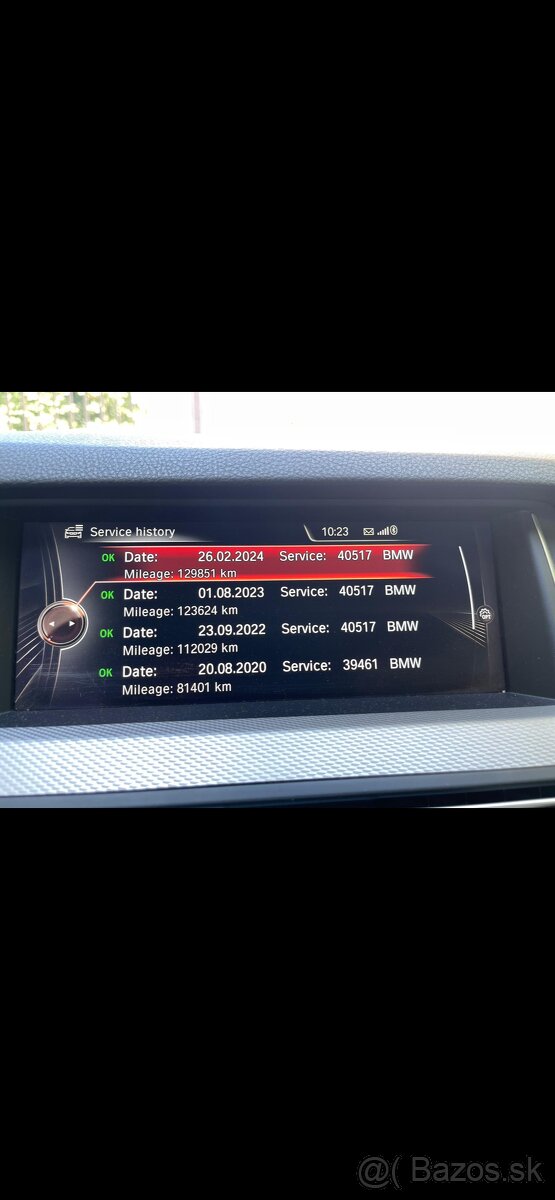 Service history 10:23
OK Date: 26.02.2024 Service: 40517 BMW
Mileage: 129851 km
OK Date: 01.08.2023 Service: 40517 BMW
Mileage: 123624 km
OK Date: 23.09.2022 Service: 40517 BMW
Mileage: 112029 km
OK Date: 20.08.2020 Service: 39461 BMW
Mileage: 81401 km
OPT
@( Bazos.sk